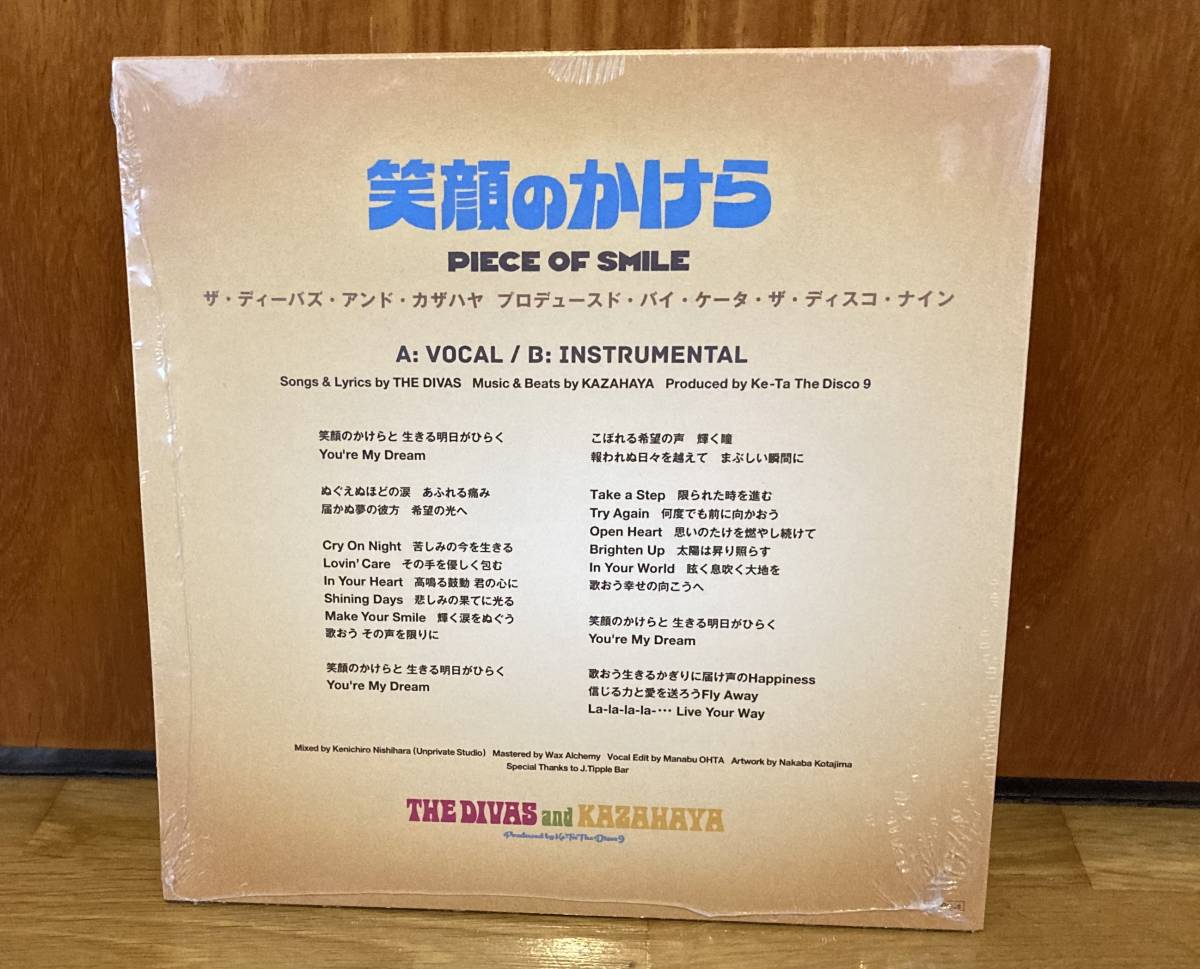 笑顔のかけら
PIECE OF SMILE
ザ・ディーバズ・アンド・カザハヤ プロデュースド・バイ・ケータ・ザ・ディスコ・ナイン
A: VOCAL / B: INSTRUMENTAL
Songs & Lyrics by THE DIVAS Music & Beats by KAZAHAYA Produced by Ke-Ta The Disco 9
笑顔のかけらと 生きる明日がひらく
You're My Dream
ぬぐえぬほどの涙 あふれる痛み
届かぬ夢の彼方 希望の光へ
Cry On Night 苦しみの今を生きる
Lovin' Care その手を優しく包む
In Your Heart 高鳴る鼓動 君の心に
Shining Days 悲しみの果てに光る
Make Your Smile 輝く涙をぬぐう
歌おう その声を限りに
笑顔のかけらと 生きる明日がひらく
You're My Dream
こぼれる希望の声 輝く瞳
報われぬ日々を越えて まぶしい瞬間に
Take a Step 限られた時を進む
Try Again 何度でも前に向かおう
Open Heart 思いのたけを燃やし続けて
Brighten Up 太陽は昇り照らす
In Your World 眩く息吹く大地を
歌おう幸せの向こうへ
笑顔のかけらと 生きる明日がひらく
You're My Dream
歌おう生きるかぎりに届け声のHappiness
信じる力と愛を送ろうFly Away
La-la-la-la-… Live Your Way
Mixed by Kenichiro Nishihara (Unprivate Studio) Mastered by Wax Alchemy Vocal Edit by Manabu OHTA Artwork by Nakaba Kotajima
Special Thanks to J.Tipple Bar
THE DIVAS and KAZAHAYA
Produced by Ke-Ta The Disco 9